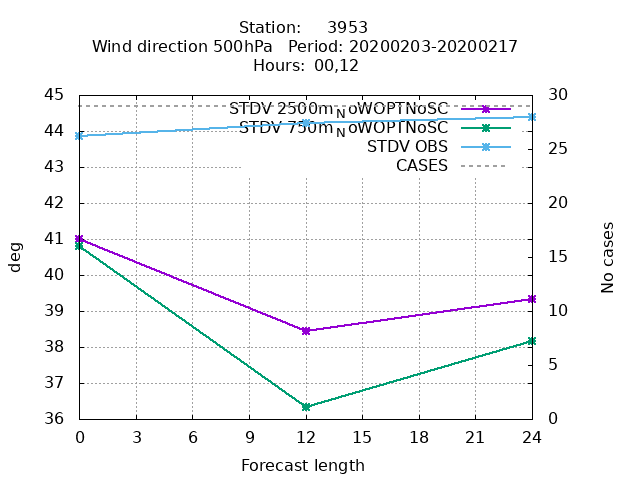 Station: 3953
Wind direction 500hPa Period: 20200203-20200217
Hours: 00,12
45 30
STDV 2500m_NoWOPTNoSC
STDV 750m_NoWOPTNoSC
STDV OBS
CASES
44
43
42
41
40
39
38
37
36
25
20
15
10
5
0
deg
No cases
0 3 6 9 12 15 18 21 24
Forecast length